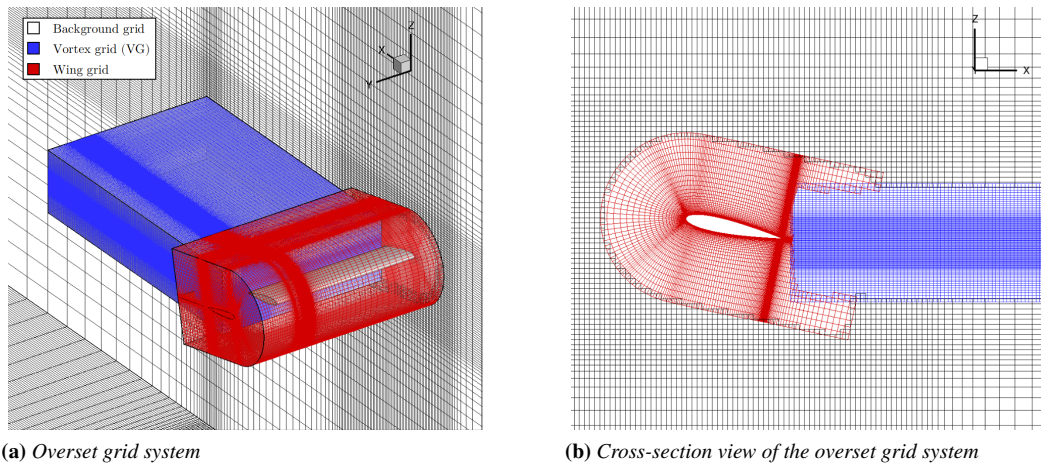 Background grid
Vortex grid (VG)
Wing grid
Z
X
Y
Z
X
(a) Overset grid system
(b) Cross-section view of the overset grid system